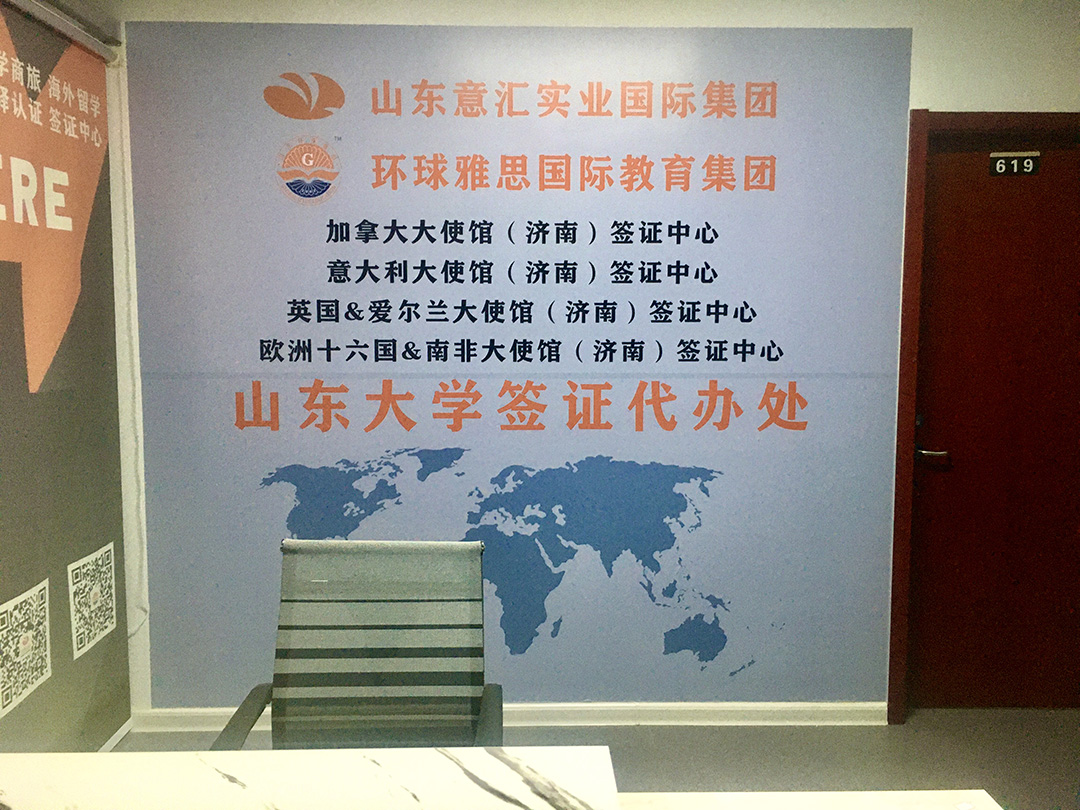 学商旅 海外留学
译认证 签证中心
ERE
山东意汇实业国际集团
G
TM
环球雅思国际教育集团
加拿大大使馆（济南）签证中心
意大利大使馆（济南）签证中心
英国&爱尔兰大使馆（济南）签证中心
欧洲十六国&南非大使馆（济南）签证中心
山东大学签证代办处
619